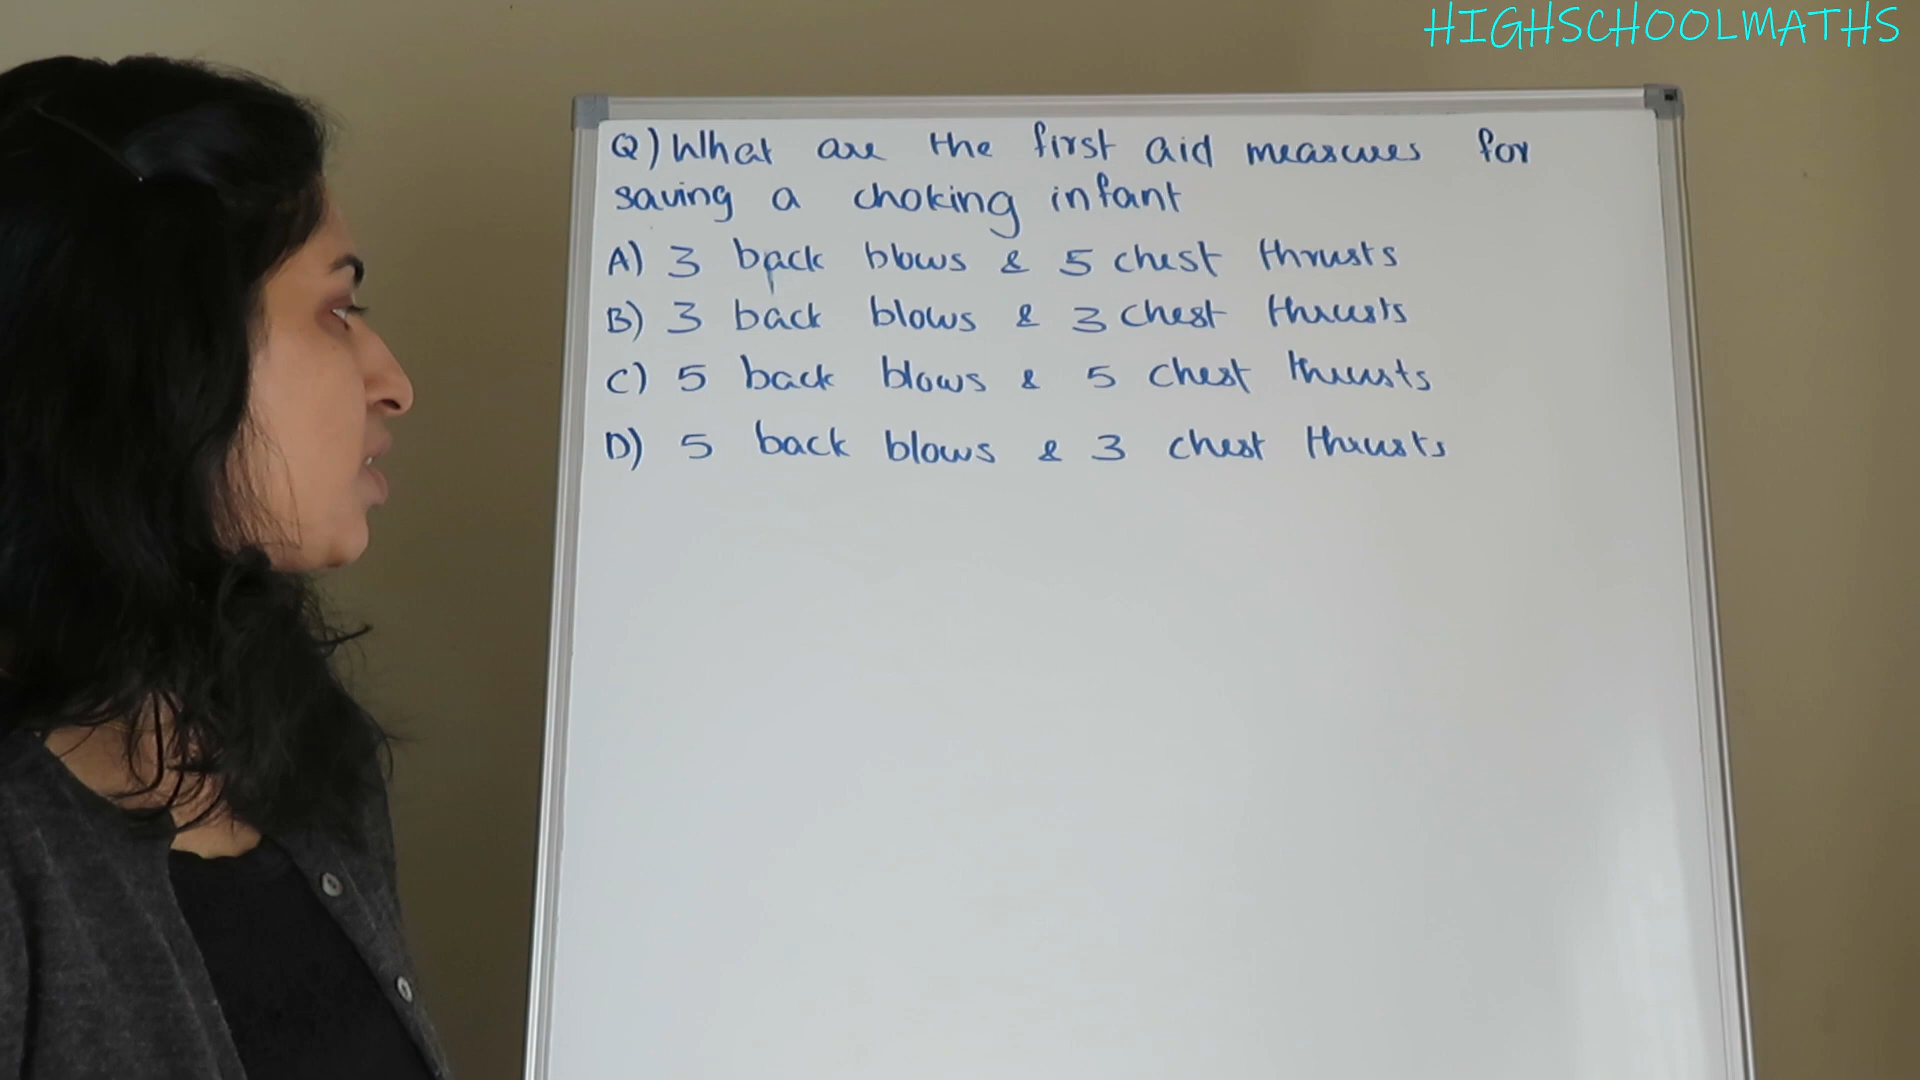 HIGHSCHOOLMATHS
Q) What are the first aid measures for
saving a choking infant
A) 3 back blows & 5 chest thrusts
B) 3 back blows & 3 chest thrusts
C) 5 back blows & 5 chest thrusts
D) 5 back blows & 3 chest thrusts